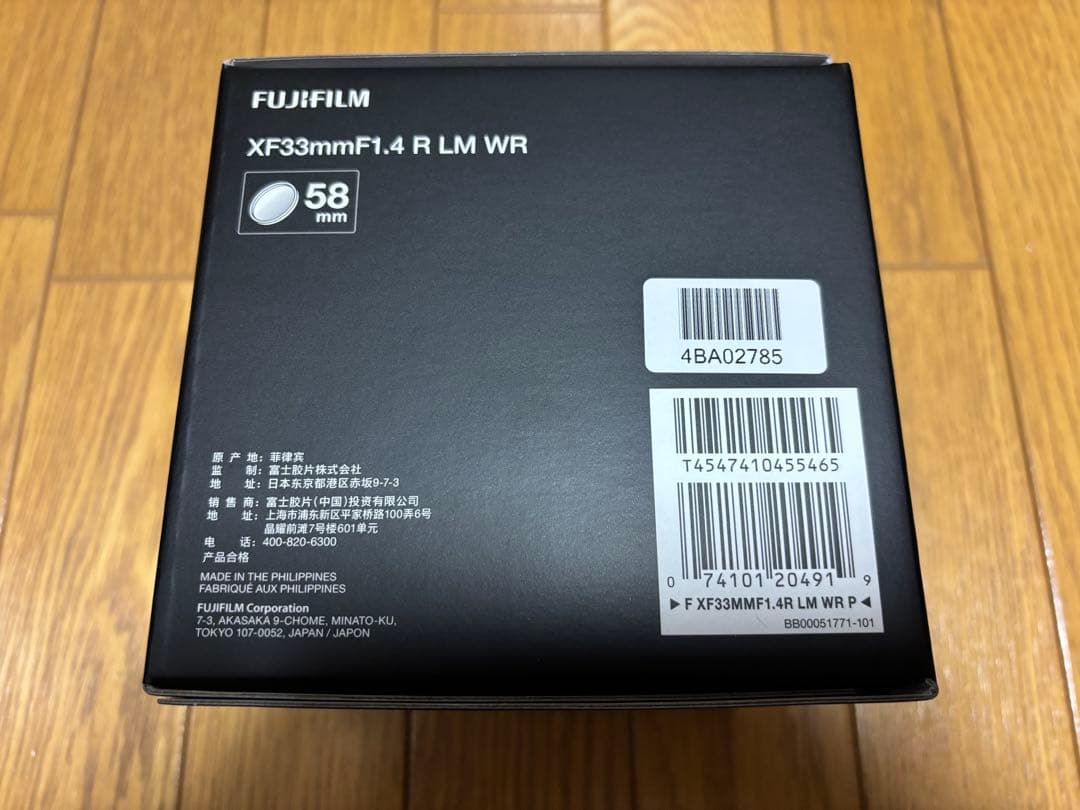 FUJIFILM
XF33mmF1.4 R LM WR
58
mm
4BA02785
T4547410455465
0 74101 20491 9
▶ F XF33MMF1.4R LM WR P ◀
BB00051771-101
原 产 地：菲律宾
监 制：富士胶片株式会社
地 址：日本东京都港区赤坂9-7-3
销 售 商：富士胶片(中国)投资有限公司
地 址：上海市浦东新区平家桥路100弄6号
晶耀前滩7号楼601单元
电 话：400-820-6300
产品合格
MADE IN THE PHILIPPINES
FABRIQUÉ AUX PHILIPPINES
FUJIFILM Corporation
7-3, AKASAKA 9-CHOME, MINATO-KU,
TOKYO 107-0052, JAPAN / JAPON